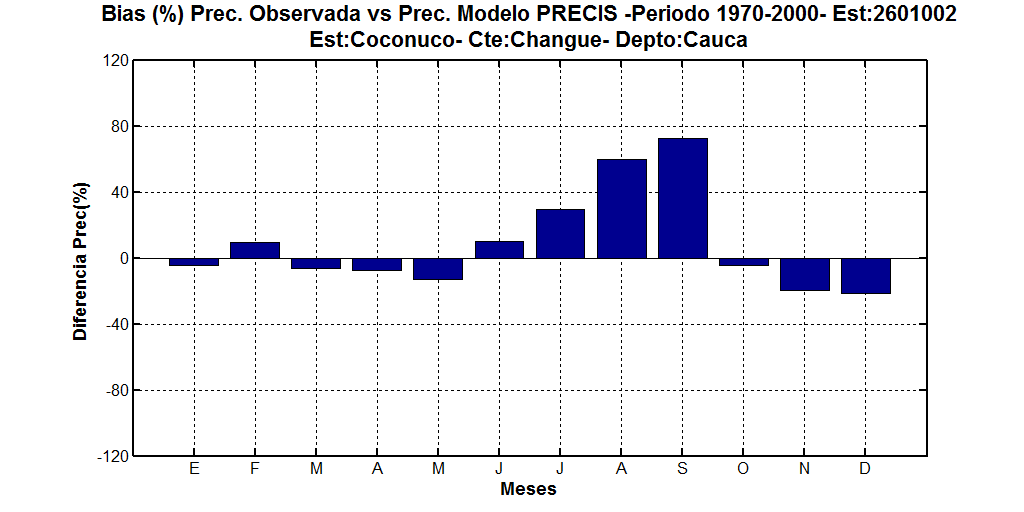 Bias (%) Prec. Observada vs Prec. Modelo PRECIS -Periodo 1970-2000- Est:2601002
Est:Coconuco- Cte:Changue- Depto:Cauca
120
80
40
0
-40
-80
-120
Diferencia Prec(%)
E F M A M J J A S O N D
Meses